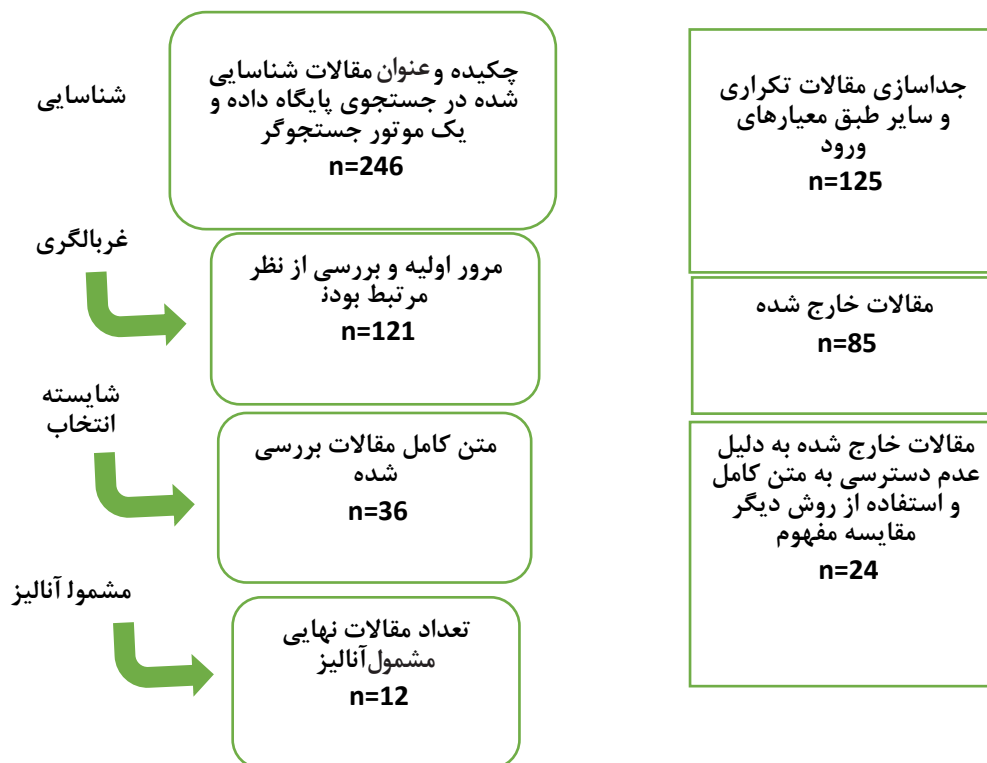 شناسایی
چکیده و عنوان مقالات شناسایی
شده در جستجوی پایگاه داده و
یک موتور جستجوگر
n=246
جداسازی مقالات تکراری
و سایر طبق معیارهای
ورود
n=125
غربالگری
مرور اولیه و بررسی از نظر
مرتبط بودن
n=121
مقالات خارج شده
n=85
شایسته
انتخاب
متن کامل مقالات بررسی
شده
n=36
مقالات خارج شده به دلیل
عدم دسترسی به متن کامل
و استفاده از روش دیگر
مقایسه مفهوم
n=24
مشمول آنالیز
تعداد مقالات نهایی
مشمول آنالیز
n=12